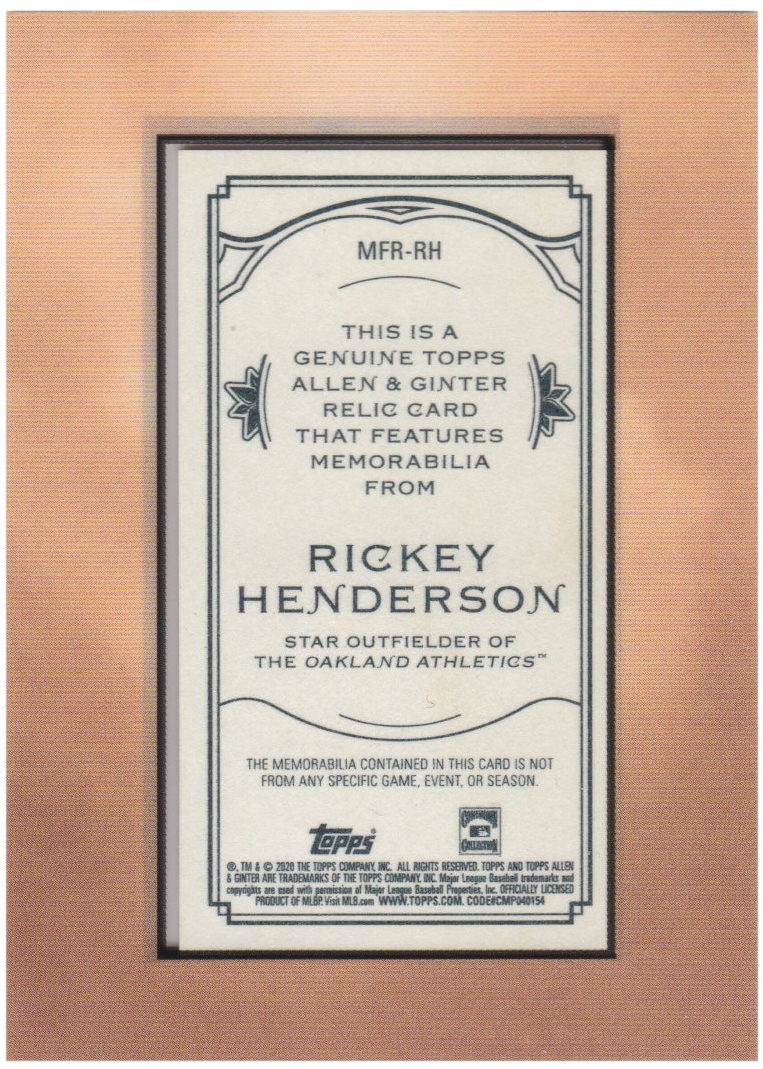 MFR-RH
THIS IS A
GENUINE TOPPS
ALLEN & GINTER
RELIC CARD
THAT FEATURES
MEMORABILIA
FROM
RICKEY
HENDERSON
STAR OUTFIELDER OF
THE OAKLAND ATHLETICS™
THE MEMORABILIA CONTAINED IN THIS CARD IS NOT
FROM ANY SPECIFIC GAME, EVENT, OR SEASON.
Topps®
COOPERSTOWN
COLLECTION
®, TM & © 2020 THE TOPPS COMPANY, INC. ALL RIGHTS RESERVED. TOPPS AND TOPPS ALLEN
& GINTER ARE TRADEMARKS OF THE TOPPS COMPANY, INC. Major League Baseball trademarks and
copyrights are used with permission of Major League Baseball Properties, Inc. OFFICIALLY LICENSED
PRODUCT OF MLBP. Visit MLB.com WWW.TOPPS.COM. CODE#CMP040154